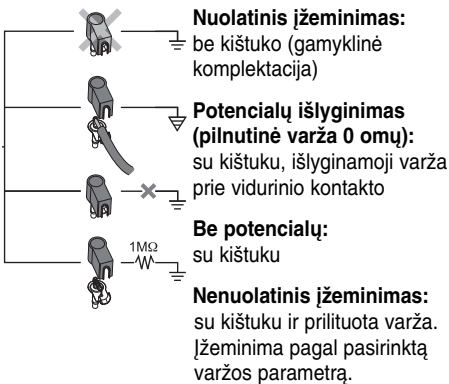 Nuolatinis įžeminimas:
be kištuko (gamyklinė
komplektacija)
Potencialų išlyginimas
(pilnutinė varža 0 omų):
su kištuku, išlyginamoji varža
prie vidurinio kontakto
Be potencialų:
su kištuku
1MΩ
Nenuolatinis įžeminimas:
su kištuku ir prilituota varža.
Įžeminima pagal pasirinktą
varžos parametrą.